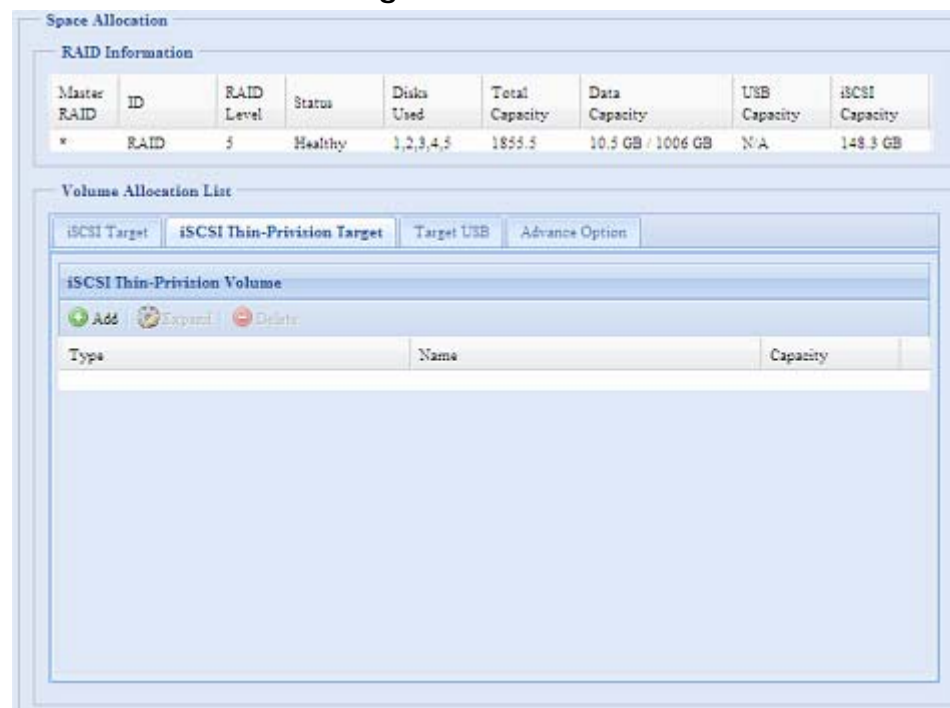 Space Allocation
RAID Information
Master RAID ID RAID Level Status Disks Used Total Capacity Data Capacity USB Capacity iSCSI Capacity
* RAID 5 Healthy 1,2,3,4,5 1855.5 10.5 GB / 1006 GB N/A 148.3 GB
Volume Allocation List
iSCSI Target iSCSI Thin-Privision Target Target USB Advance Option
iSCSI Thin-Privision Volume
Add Expand Delete
Type Name Capacity